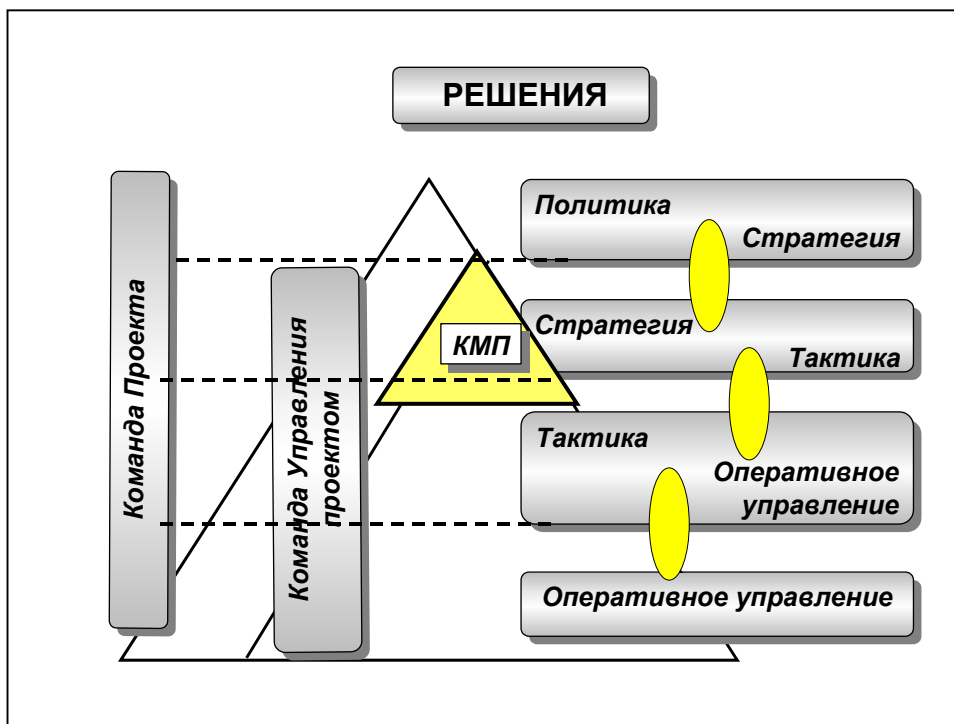 РЕШЕНИЯ
Команда Проекта
Команда Управления
проектом
КМП
Политика
Стратегия
Стратегия
Тактика
Тактика
Оперативное
управление
Оперативное управление